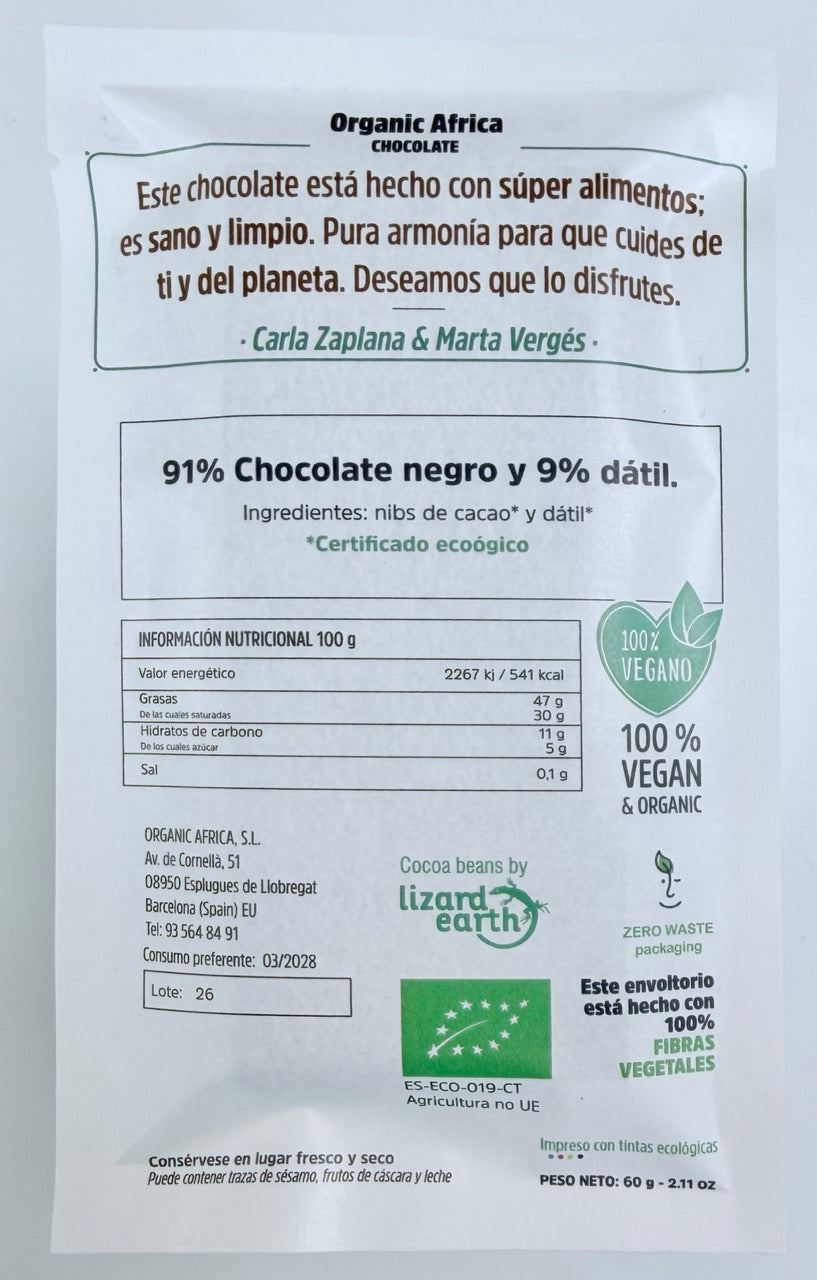 Organic Africa
CHOCOLATE
Este chocolate está hecho con súper alimentos;
es sano y limpio. Pura armonía para que cuides de
ti y del planeta. Deseamos que lo disfrutes.
· Carla Zaplana & Marta Vergés ·
91% Chocolate negro y 9% dátil.
Ingredientes: nibs de cacao* y dátil*
*Certificado ecoógico
INFORMACIÓN NUTRICIONAL 100 g
Valor energético 2267 kj / 541 kcal
Grasas 47 g
De las cuales saturadas 30 g
Hidratos de carbono 11 g
De los cuales azúcar 5 g
Sal 0,1 g
100%
VEGANO
100 %
VEGAN
& ORGANIC
ORGANIC AFRICA, S.L.
Av. de Cornellà, 51
08950 Esplugues de Llobregat
Barcelona (Spain) EU
Tel: 93 564 84 91
Consumo preferente: 03/2028
Lote: 26
Cocoa beans by
lizard
earth
ES-ECO-019-CT
Agricultura no UE
ZERO WASTE
packaging
Este envoltorio
está hecho con
100%
FIBRAS
VEGETALES
Impreso con tintas ecológicas
Consérvese en lugar fresco y seco
Puede contener trazas de sésamo, frutos de cáscara y leche
PESO NETO: 60 g - 2.11 oz